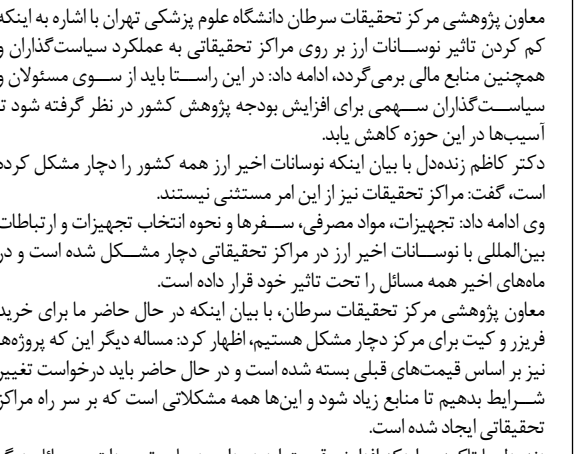 معاون پژوهشی مرکز تحقیقات سرطان دانشگاه علوم پزشکی تهران با اشاره به اینکه
کم کردن تاثیر نوسانات ارز بر روی مراکز تحقیقاتی به عملکرد سیاست‌گذاران و
همچنین منابع مالی برمی‌گردد، ادامه داد: در این راستا باید از سوی مسئولان و
سیاست‌گذاران سهمی برای افزایش بودجه پژوهش کشور در نظر گرفته شود
آسیب‌ها در این حوزه کاهش یابد.
دکتر کاظم زنده‌دل با بیان اینکه نوسانات اخیر ارز همه کشور را دچار مشکل کرده
است، گفت: مراکز تحقیقات نیز از این امر مستثنی نیستند.
وی ادامه داد: تجهیزات، مواد مصرفی، سفرها و نحوه انتخاب تجهیزات و ارتباطات
بین‌المللی با نوسانات اخیر ارز در مراکز تحقیقاتی دچار مشکل شده است و در
ماه‌های اخیر همه مسائل را تحت تاثیر خود قرار داده است.
معاون پژوهشی مرکز تحقیقات سرطان، با بیان اینکه در حال حاضر ما برای خرید
فریزر و کیت برای مرکز دچار مشکل هستیم، اظهار کرد: مساله دیگر این که پروژه‌ها
نیز بر اساس قیمت‌های قبلی بسته شده است و در حال حاضر باید درخواست تغییر
شرایط بدهیم تا منابع زیاد شود و این‌ها همه مشکلاتی است که بر سر راه مراکز
تحقیقاتی ایجاد شده است.